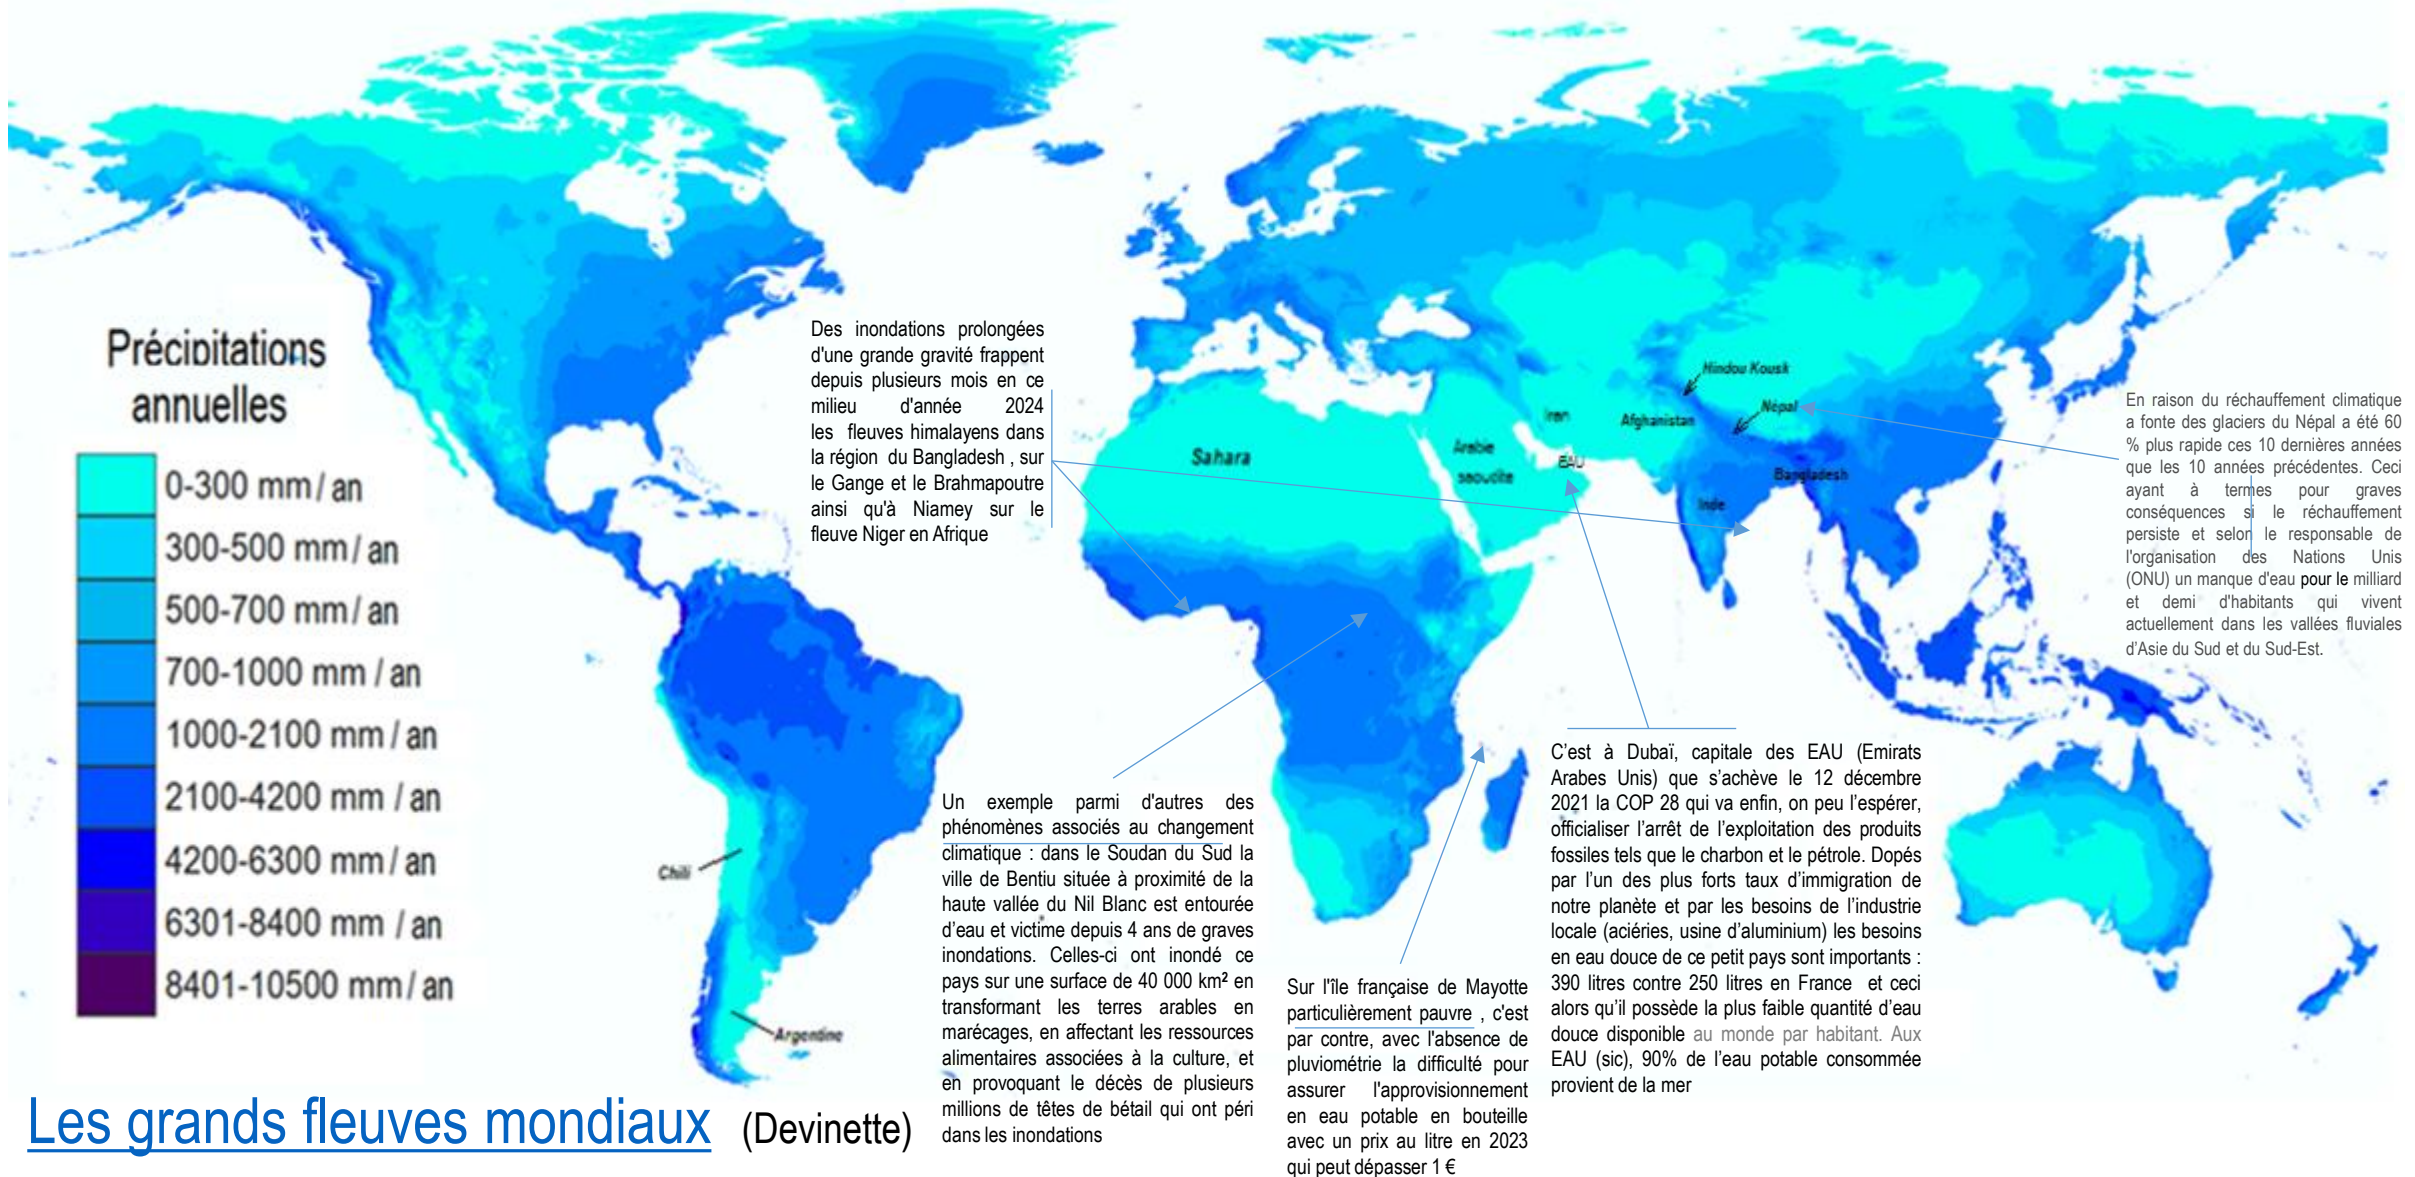 Précipitations
annuelles
0-300 mm / an
300-500 mm / an
500-700 mm / an
700-1000 mm / an
1000-2100 mm / an
2100-4200 mm / an
4200-6300 mm / an
6301-8400 mm / an
8401-10500 mm / an
Des inondations prolongées
d'une grande gravité frappent
depuis plusieurs mois en ce
milieu d'année 2024
les fleuves himalayens dans
la région du Bangladesh , sur
le Gange et le Brahmapoutre
ainsi qu'à Niamey sur le
fleuve Niger en Afrique
Sahara
Arabie
saoudite
Iran
EAU
Afghanistan
Hindou Kousk
Népal
Bangladesh
Inde
Chili
Argentine
En raison du réchauffement climatique
a fonte des glaciers du Népal a été 60
% plus rapide ces 10 dernières années
que les 10 années précédentes. Ceci
ayant à termes pour graves
conséquences si le réchauffement
persiste et selon le responsable de
l'organisation des Nations Unis
(ONU) un manque d'eau pour le milliard
et demi d'habitants qui vivent
actuellement dans les vallées fluviales
d'Asie du Sud et du Sud-Est.
Un exemple parmi d'autres des
phénomènes associés au changement
climatique : dans le Soudan du Sud la
ville de Bentiu située à proximité de la
haute vallée du Nil Blanc est entourée
d'eau et victime depuis 4 ans de graves
inondations. Celles-ci ont inondé ce
pays sur une surface de 40 000 km² en
transformant les terres arables en
marécages, en affectant les ressources
alimentaires associées à la culture, et
en provoquant le décès de plusieurs
millions de têtes de bétail qui ont péri
dans les inondations
Sur l'île française de Mayotte
particulièrement pauvre , c'est
par contre, avec l'absence de
pluviométrie la difficulté pour
assurer l'approvisionnement
en eau potable en bouteille
avec un prix au litre en 2023
qui peut dépasser 1 €
C'est à Dubaï, capitale des EAU (Emirats
Arabes Unis) que s'achève le 12 décembre
2021 la COP 28 qui va enfin, on peu l'espérer,
officialiser l'arrêt de l'exploitation des produits
fossiles tels que le charbon et le pétrole. Dopés
par l'un des plus forts taux d'immigration de
notre planète et par les besoins de l'industrie
locale (aciéries, usine d'aluminium) les besoins
en eau douce de ce petit pays sont importants :
390 litres contre 250 litres en France et ceci
alors qu'il possède la plus faible quantité d'eau
douce disponible au monde par habitant. Aux
EAU (sic), 90% de l'eau potable consommée
provient de la mer
Les grands fleuves mondiaux (Devinette)